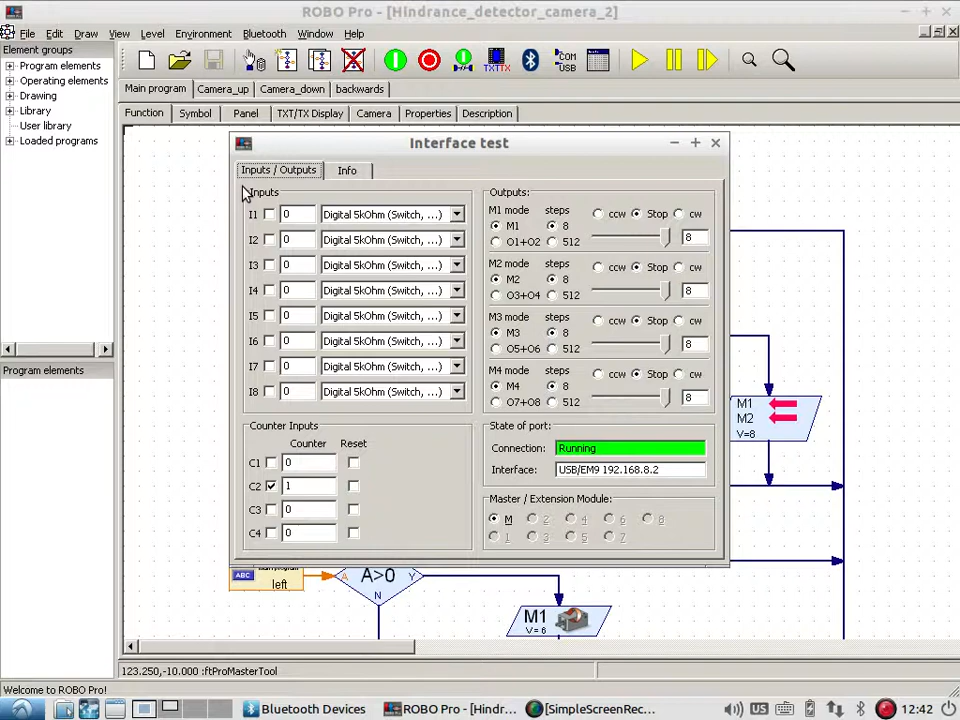 ROBO Pro - [Hindrance_detector_camera_2]
File Edit Draw View Level Environment Bluetooth Window Help
Element groups
Program elements
Operating elements
Drawing
Library
User library
Loaded programs
Program elements
TXTTX
COM
USB
Main program Camera_up Camera_down backwards
Function Symbol Panel TXT/TX Display Camera Properties Description
Interface test
Inputs / Outputs Info
Inputs
I1 0 Digital 5kOhm (Switch, ...)
I2 0 Digital 5kOhm (Switch, ...)
I3 0 Digital 5kOhm (Switch, ...)
I4 0 Digital 5kOhm (Switch, ...)
I5 0 Digital 5kOhm (Switch, ...)
I6 0 Digital 5kOhm (Switch, ...)
I7 0 Digital 5kOhm (Switch, ...)
I8 0 Digital 5kOhm (Switch, ...)
Counter Inputs
Counter Reset
C1 0
C2 1
C3 0
C4 0
Outputs:
M1 mode steps ccw Stop cw
M1 8
O1+O2 512 8
M2 mode steps ccw Stop cw
M2 8
O3+O4 512 8
M3 mode steps ccw Stop cw
M3 8
O5+O6 512 8
M4 mode steps ccw Stop cw
M4 8
O7+O8 512 8
State of port:
Connection: Running
Interface: USB/EM9 192.168.8.2
Master / Extension Module:
M 2 4 6 8
1 3 5 7
M1
M2
V=8
ABC
left
A A>0 Y
N
M1
V= 6
123.250,-10.000 :ftProMasterTool
Welcome to ROBO Pro!
Bluetooth Devices ROBO Pro - [Hindr... [SimpleScreenRec... US 12:42